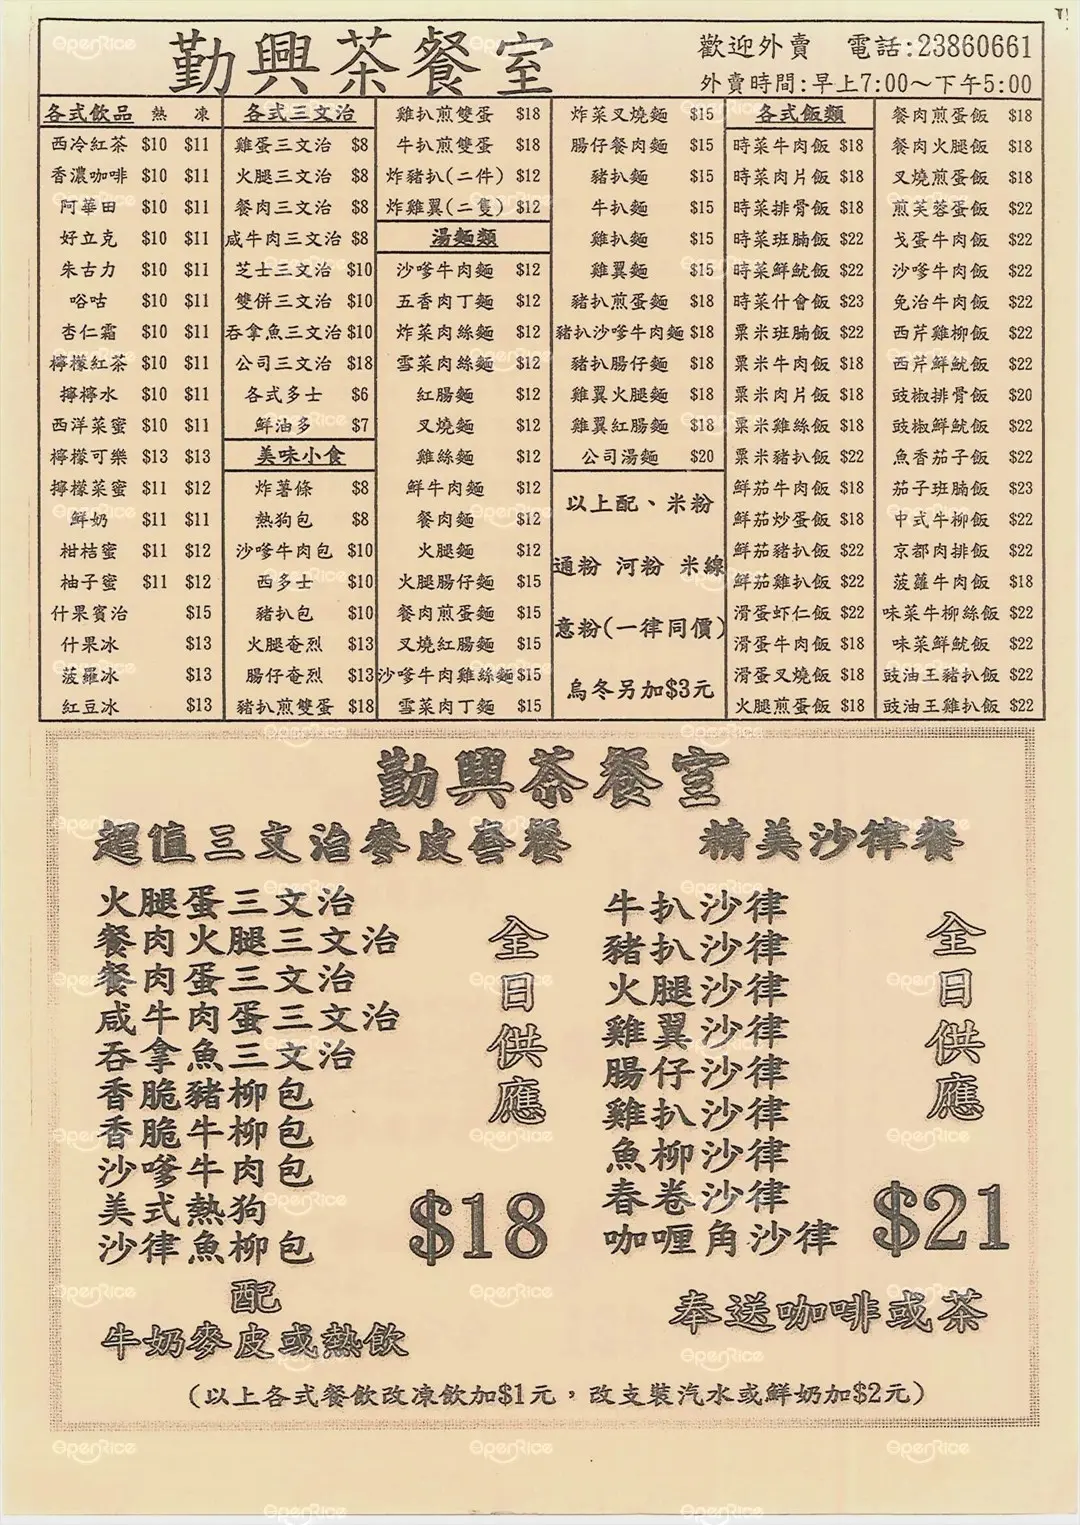 勤興茶餐室
歡迎外賣　電話:23860661
外賣時間:早上7:00～下午5:00
各式飲品 熱 凍
西冷紅茶 $10 $11
香濃咖啡 $10 $11
阿華田 $10 $11
好立克 $10 $11
朱古力 $10 $11
唂咕 $10 $11
杏仁霜 $10 $11
檸檬紅茶 $10 $11
擰檸水 $10 $11
西洋菜蜜 $10 $11
檸檬可樂 $13 $13
擰檬菜蜜 $11 $12
鮮奶 $11 $11
柑桔蜜 $11 $12
柚子蜜 $11 $12
什果賓治 $15
什果冰 $13
菠羅冰 $13
紅豆冰 $13
各式三文治
雞蛋三文治 $8
火腿三文治 $8
餐肉三文治 $8
咸牛肉三文治 $8
芝士三文治 $10
雙併三文治 $10
吞拿魚三文治 $10
公司三文治 $18
各式多士 $6
鮮油多 $7
美味小食
炸薯條 $8
熱狗包 $8
沙嗲牛肉包 $10
西多士 $10
豬扒包 $10
火腿奄烈 $13
腸仔奄烈 $13
豬扒煎雙蛋 $18
雞扒煎雙蛋 $18
牛扒煎雙蛋 $18
炸豬扒(二件) $12
炸雞翼(二隻) $12
湯麵類
沙嗲牛肉麵 $12
五香肉丁麵 $12
炸菜肉絲麵 $12
雪菜肉絲麵 $12
紅腸麵 $12
叉燒麵 $12
雞絲麵 $12
鮮牛肉麵 $12
餐肉麵 $12
火腿麵 $12
火腿腸仔麵 $15
餐肉煎蛋麵 $15
叉燒紅腸麵 $15
沙嗲牛肉雞絲麵 $15
雪菜肉丁麵 $15
炸菜叉燒麵 $15
腸仔餐肉麵 $15
豬扒麵 $15
牛扒麵 $15
雞扒麵 $15
雞翼麵 $15
豬扒煎蛋麵 $18
豬扒沙嗲牛肉麵 $18
豬扒腸仔麵 $18
雞翼火腿麵 $18
雞翼紅腸麵 $18
公司湯麵 $20
以上配、米粉
通粉 河粉 米線
意粉(一律同價)
烏冬另加$3元
各式飯類
時菜牛肉飯 $18
時菜肉片飯 $18
時菜排骨飯 $18
時菜班腩飯 $22
時菜鮮魷飯 $22
時菜什會飯 $23
粟米班腩飯 $22
粟米牛肉飯 $18
粟米肉片飯 $18
粟米雞絲飯 $18
粟米豬扒飯 $22
鮮茄牛肉飯 $18
鮮茄炒蛋飯 $18
鮮茄豬扒飯 $22
鮮茄雞扒飯 $22
滑蛋虾仁飯 $22
滑蛋牛肉飯 $18
滑蛋叉燒飯 $18
火腿煎蛋飯 $18
餐肉煎蛋飯 $18
餐肉火腿飯 $18
叉燒煎蛋飯 $18
煎芙蓉蛋飯 $22
戈蛋牛肉飯 $22
沙嗲牛肉飯 $22
免治牛肉飯 $22
西芹雞柳飯 $22
西芹鮮魷飯 $22
豉椒排骨飯 $20
豉椒鮮魷飯 $22
魚香茄子飯 $22
茄子班腩飯 $23
中式牛柳飯 $22
京都肉排飯 $22
菠蘿牛肉飯 $18
味菜牛柳絲飯 $22
味菜鮮魷飯 $22
豉油王豬扒飯 $22
豉油王雞扒飯 $22
勤興茶餐室
超值三文治麥皮套餐
火腿蛋三文治
餐肉火腿三文治
餐肉蛋三文治
咸牛肉蛋三文治
吞拿魚三文治
香脆豬柳包
香脆牛柳包
沙嗲牛肉包
美式熱狗
沙律魚柳包
全日供應
$18
配
牛奶麥皮或熱飲
精美沙律餐
牛扒沙律
豬扒沙律
火腿沙律
雞翼沙律
腸仔沙律
雞扒沙律
魚柳沙律
春卷沙律
咖喱角沙律
全日供應
$21
奉送咖啡或茶
(以上各式餐飲改凍飲加$1元，改支裝汽水或鮮奶加$2元)
OpenRice